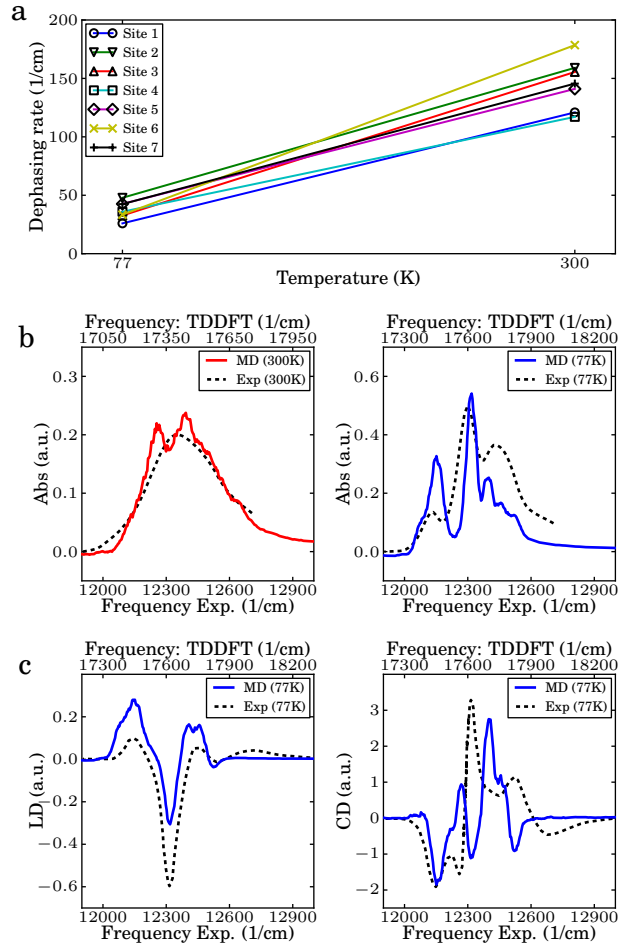 a
Dephasing rate (1/cm)
200
150
100
50
0
Site 1
Site 2
Site 3
Site 4
Site 5
Site 6
Site 7
77
300
Temperature (K)
b
Frequency: TDDFT (1/cm)
17050 17350 17650 17950
MD (300K)
Exp (300K)
Abs (a.u.)
0.3
0.2
0.1
0.0
12000 12300 12600 12900
Frequency Exp. (1/cm)
Frequency: TDDFT (1/cm)
17300 17600 17900 18200
MD (77K)
Exp (77K)
Abs (a.u.)
0.6
0.4
0.2
0.0
12000 12300 12600 12900
Frequency Exp. (1/cm)
c
Frequency: TDDFT (1/cm)
17300 17600 17900 18200
MD (77K)
Exp (77K)
LD (a.u.)
0.2
0.0
−0.2
−0.4
−0.6
12000 12300 12600 12900
Frequency Exp. (1/cm)
Frequency: TDDFT (1/cm)
17300 17600 17900 18200
MD (77K)
Exp (77K)
CD (a.u.)
3
2
1
0
−1
−2
12000 12300 12600 12900
Frequency Exp. (1/cm)